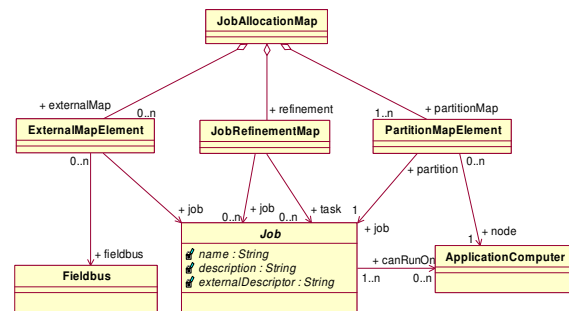 JobAllocationMap
+ externalMap
0..n
+ refinement
1..n
+ partitionMap
ExternalMapElement
JobRefinementMap
PartitionMapElement
0..n
0..n
+ partition
+ job
0..n
+ job
0..n
+ task
1
+ job
+ node
1
+ fieldbus
Job
name : String
description : String
externalDescriptor : String
+ canRunOn
1..n
0..n
ApplicationComputer
Fieldbus